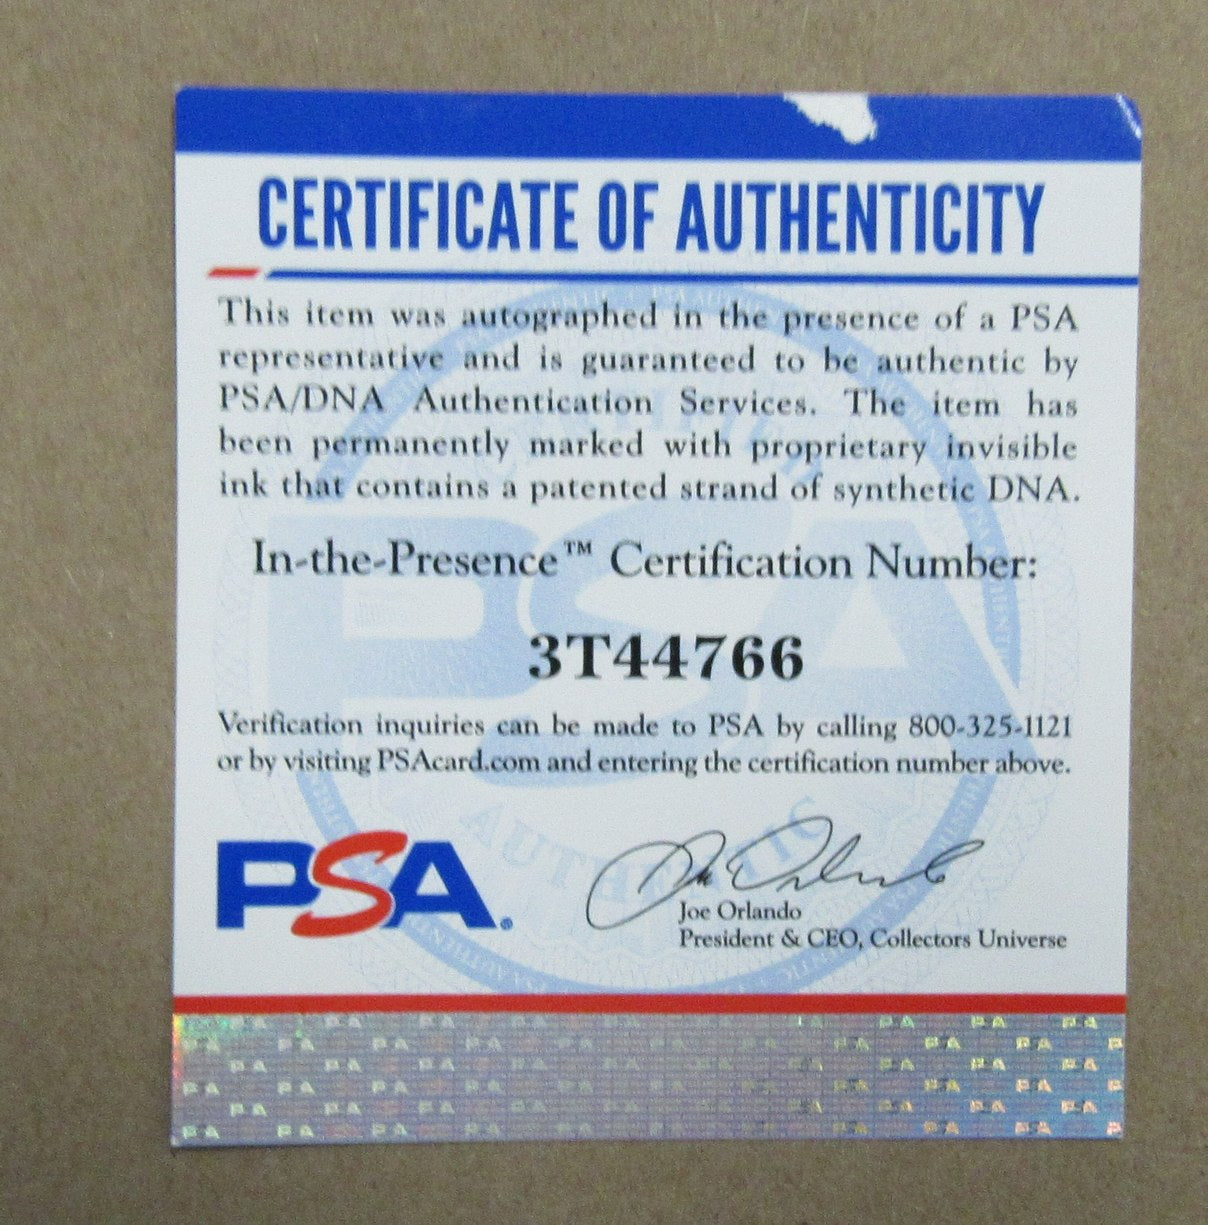 CERTIFICATE OF AUTHENTICITY
This item was autographed in the presence of a PSA
representative and is guaranteed to be authentic by
PSA/DNA Authentication Services. The item has
been permanently marked with proprietary invisible
ink that contains a patented strand of synthetic DNA.
In-the-Presence™ Certification Number:
3T44766
Verification inquiries can be made to PSA by calling 800-325-1121
or by visiting PSAcard.com and entering the certification number above.
PSA
AUTHENTIC
PSA®
Joe Orlando
President & CEO, Collectors Universe